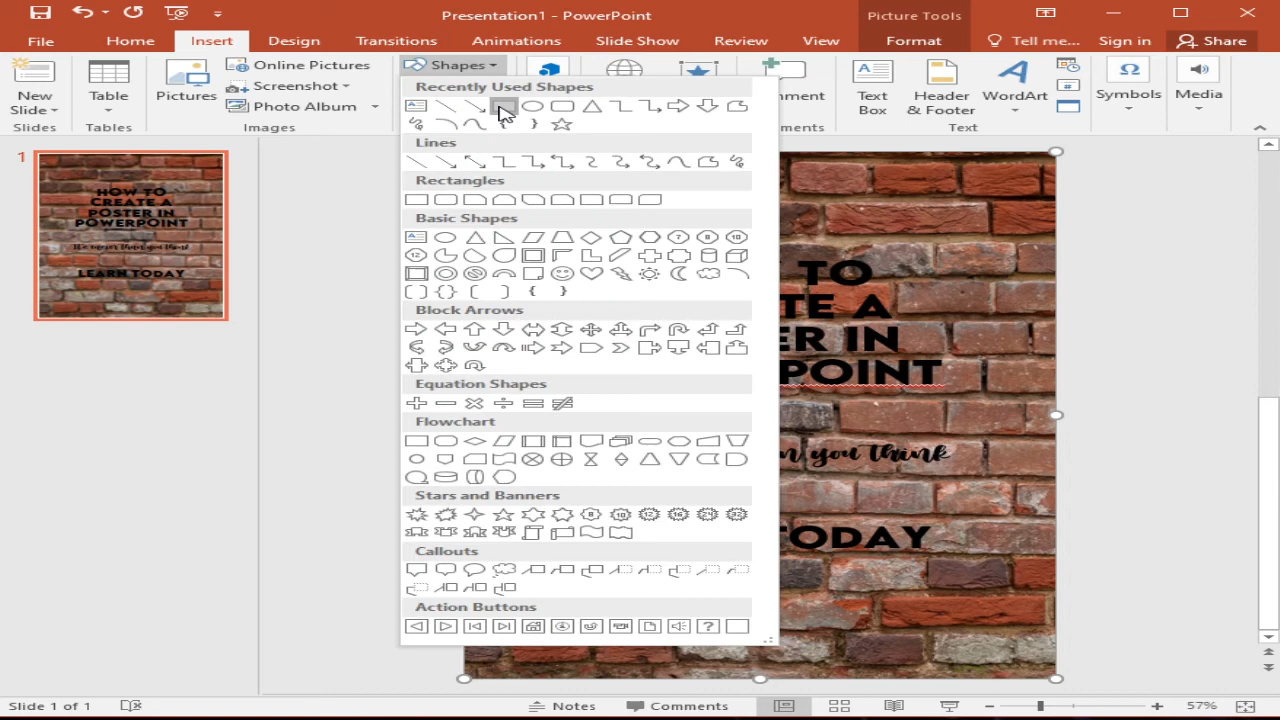 Presentation1 - PowerPoint
Picture Tools
File
Home
Insert
Design
Transitions
Animations
Slide Show
Review
View
Format
Tell me...
Sign in
Share
New
Slide
Table
Pictures
Online Pictures
Screenshot
Photo Album
Shapes
Text
Box
Header
& Footer
WordArt
Symbols
Media
Slides
Tables
Images
Text
Recently Used Shapes
Lines
Rectangles
Basic Shapes
Block Arrows
Equation Shapes
Flowchart
Stars and Banners
Callouts
Action Buttons
1
HOW TO
CREATE A
POSTER IN
POWERPOINT
LEARN TODAY
TO
A
IN
POINT
you think
TODAY
Slide 1 of 1
Notes
Comments
57%